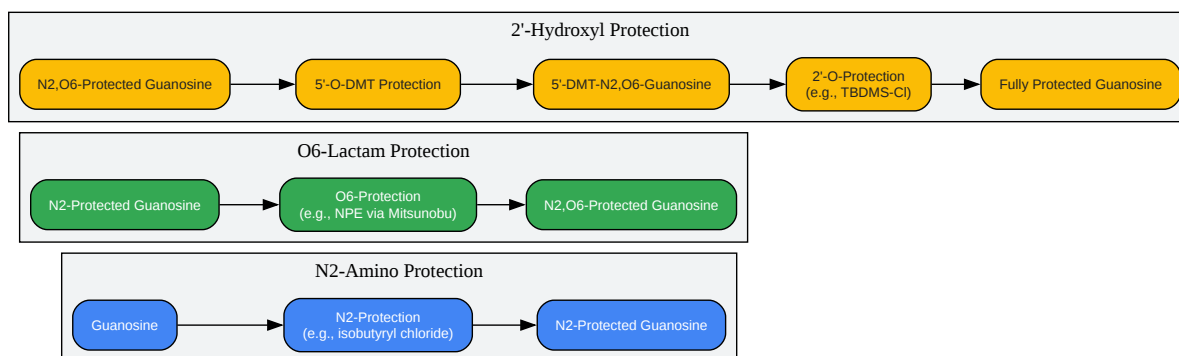 2'-Hydroxyl Protection
N2,O6-Protected Guanosine
5'-O-DMT Protection
5'-DMT-N2,O6-Guanosine
2'-O-Protection
(e.g., TBDMS-Cl)
Fully Protected Guanosine
O6-Lactam Protection
N2-Protected Guanosine
O6-Protection
(e.g., NPE via Mitsunobu)
N2,O6-Protected Guanosine
N2-Amino Protection
Guanosine
N2-Protection
(e.g., isobutyryl chloride)
N2-Protected Guanosine